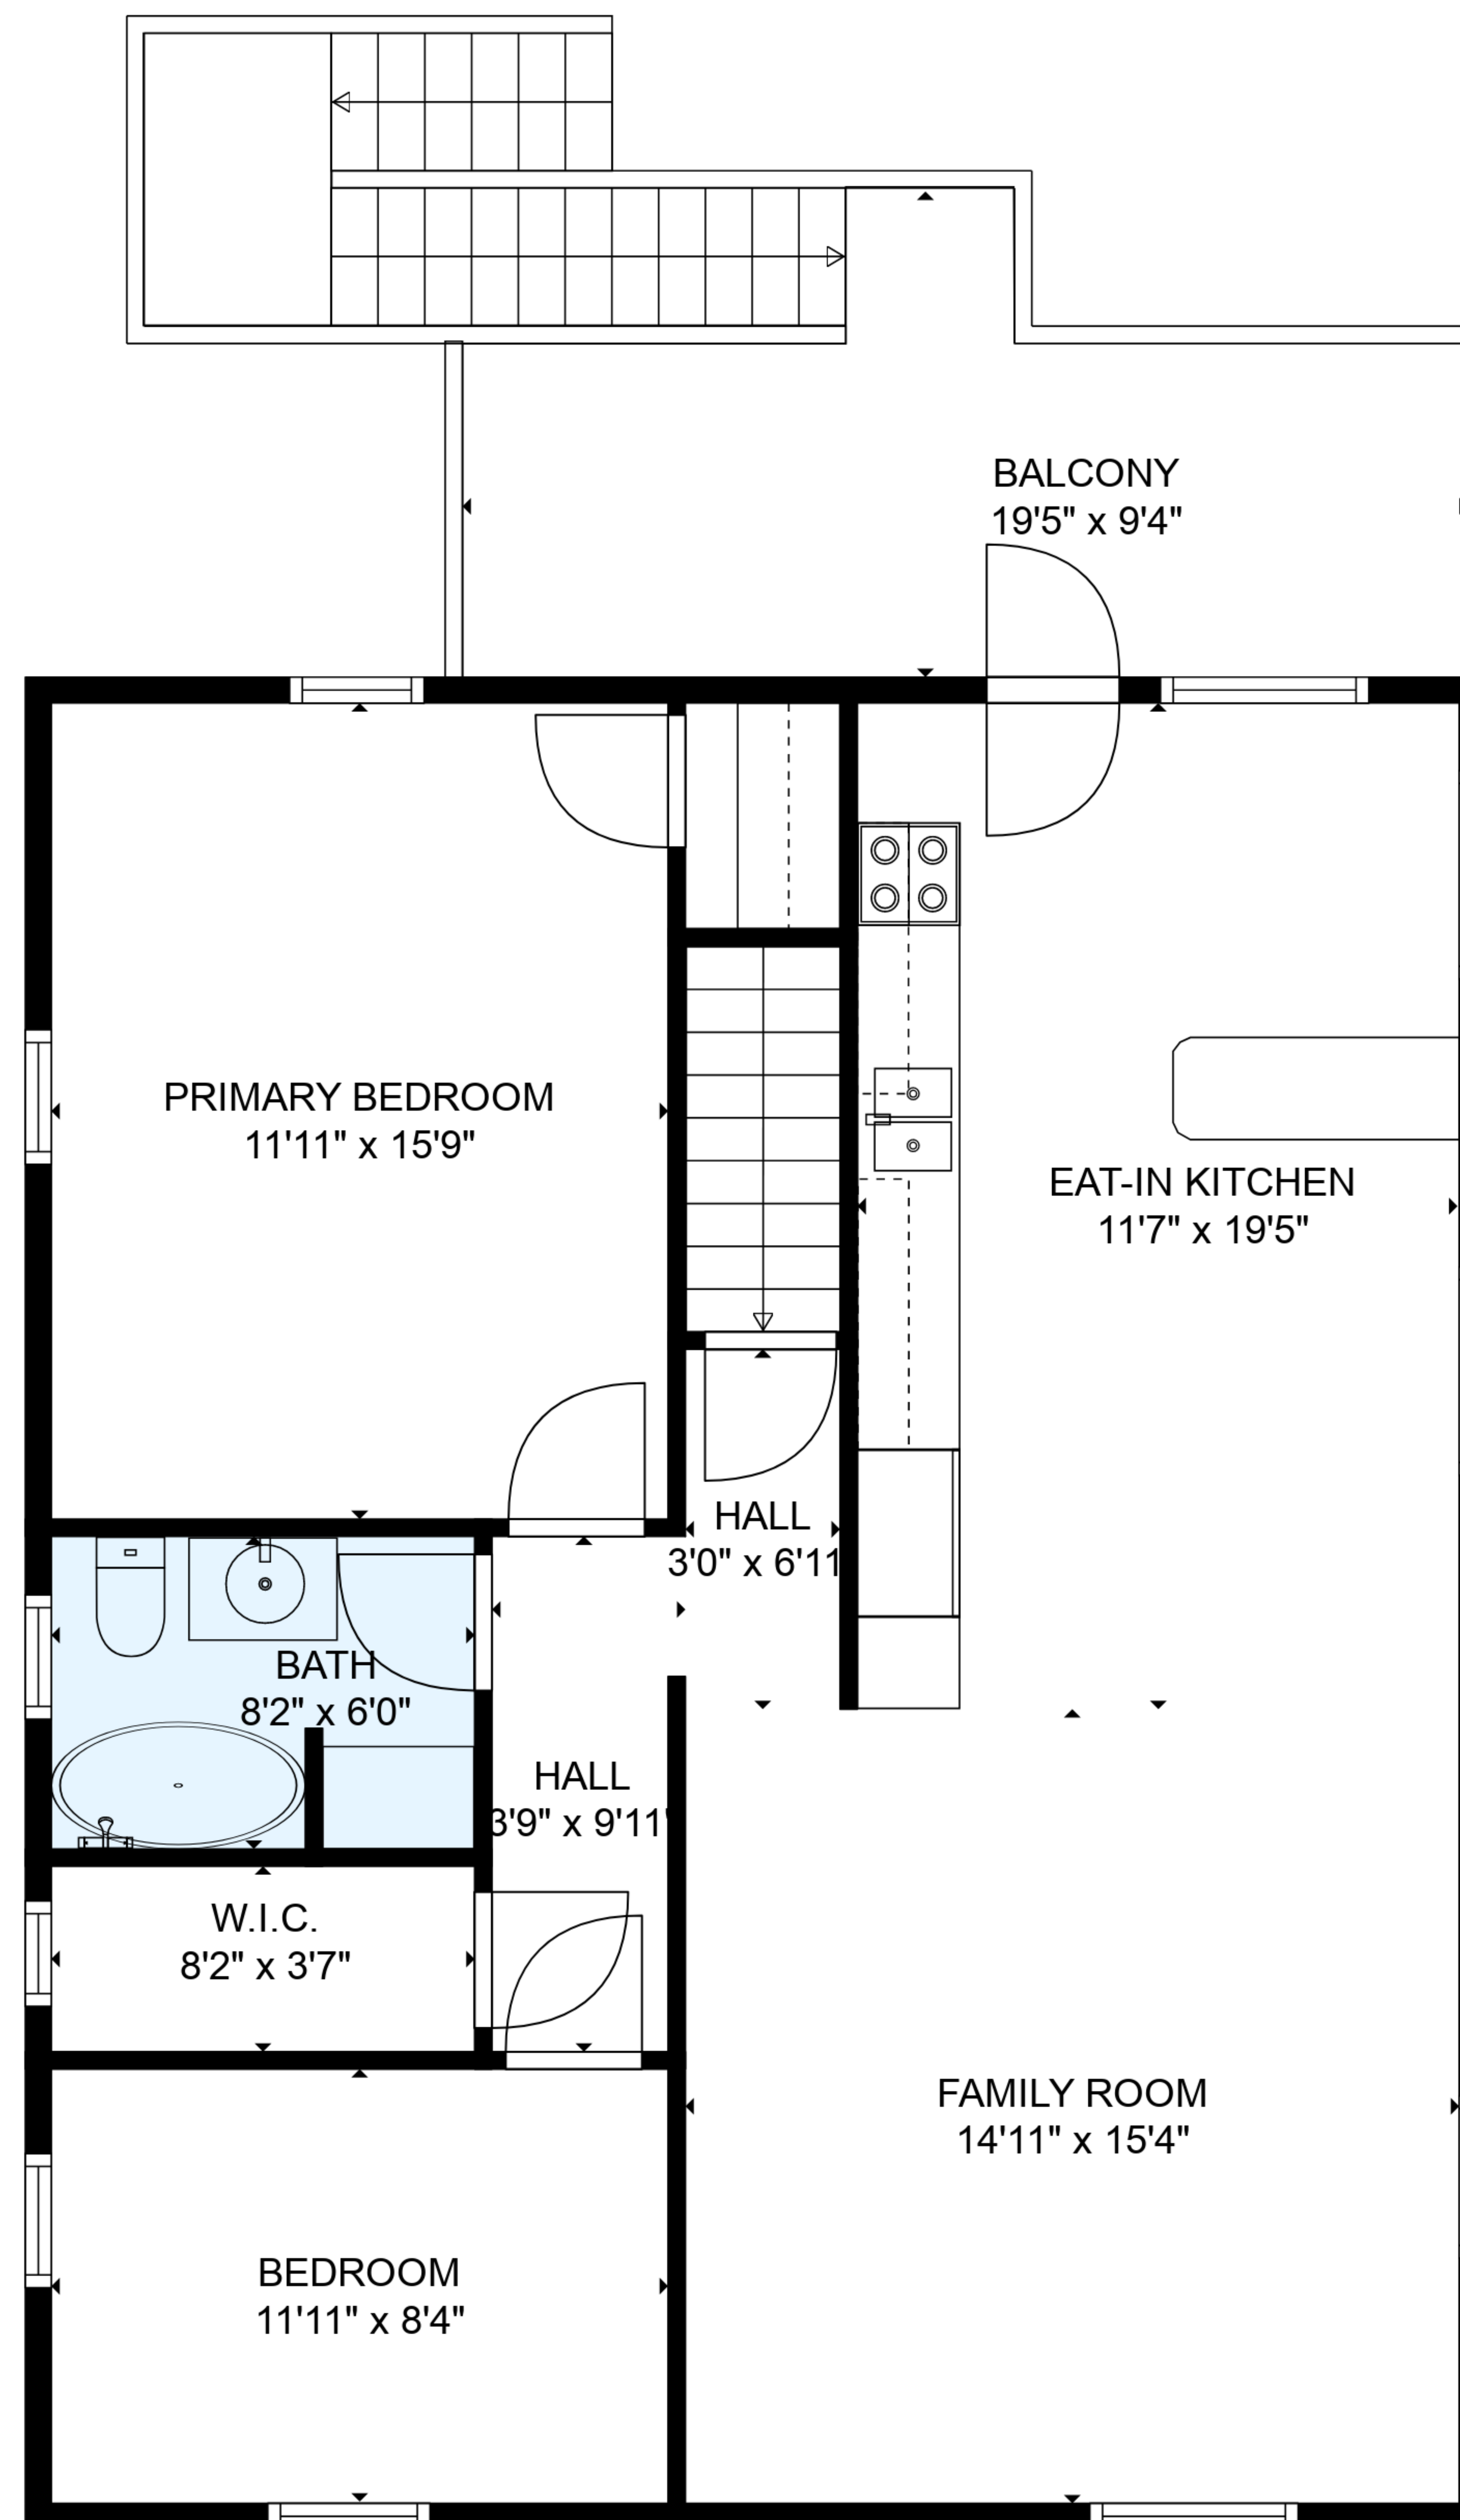 BALCONY
19'5" x 9'4"
PRIMARY BEDROOM
11'11" x 15'9"
EAT-IN KITCHEN
11'7" x 19'5"
HALL
3'0" x 6'11
BATH
8'2" x 6'0"
HALL
3'9" x 9'11"
W.I.C.
8'2" x 3'7"
FAMILY ROOM
14'11" x 15'4"
BEDROOM
11'11" x 8'4"